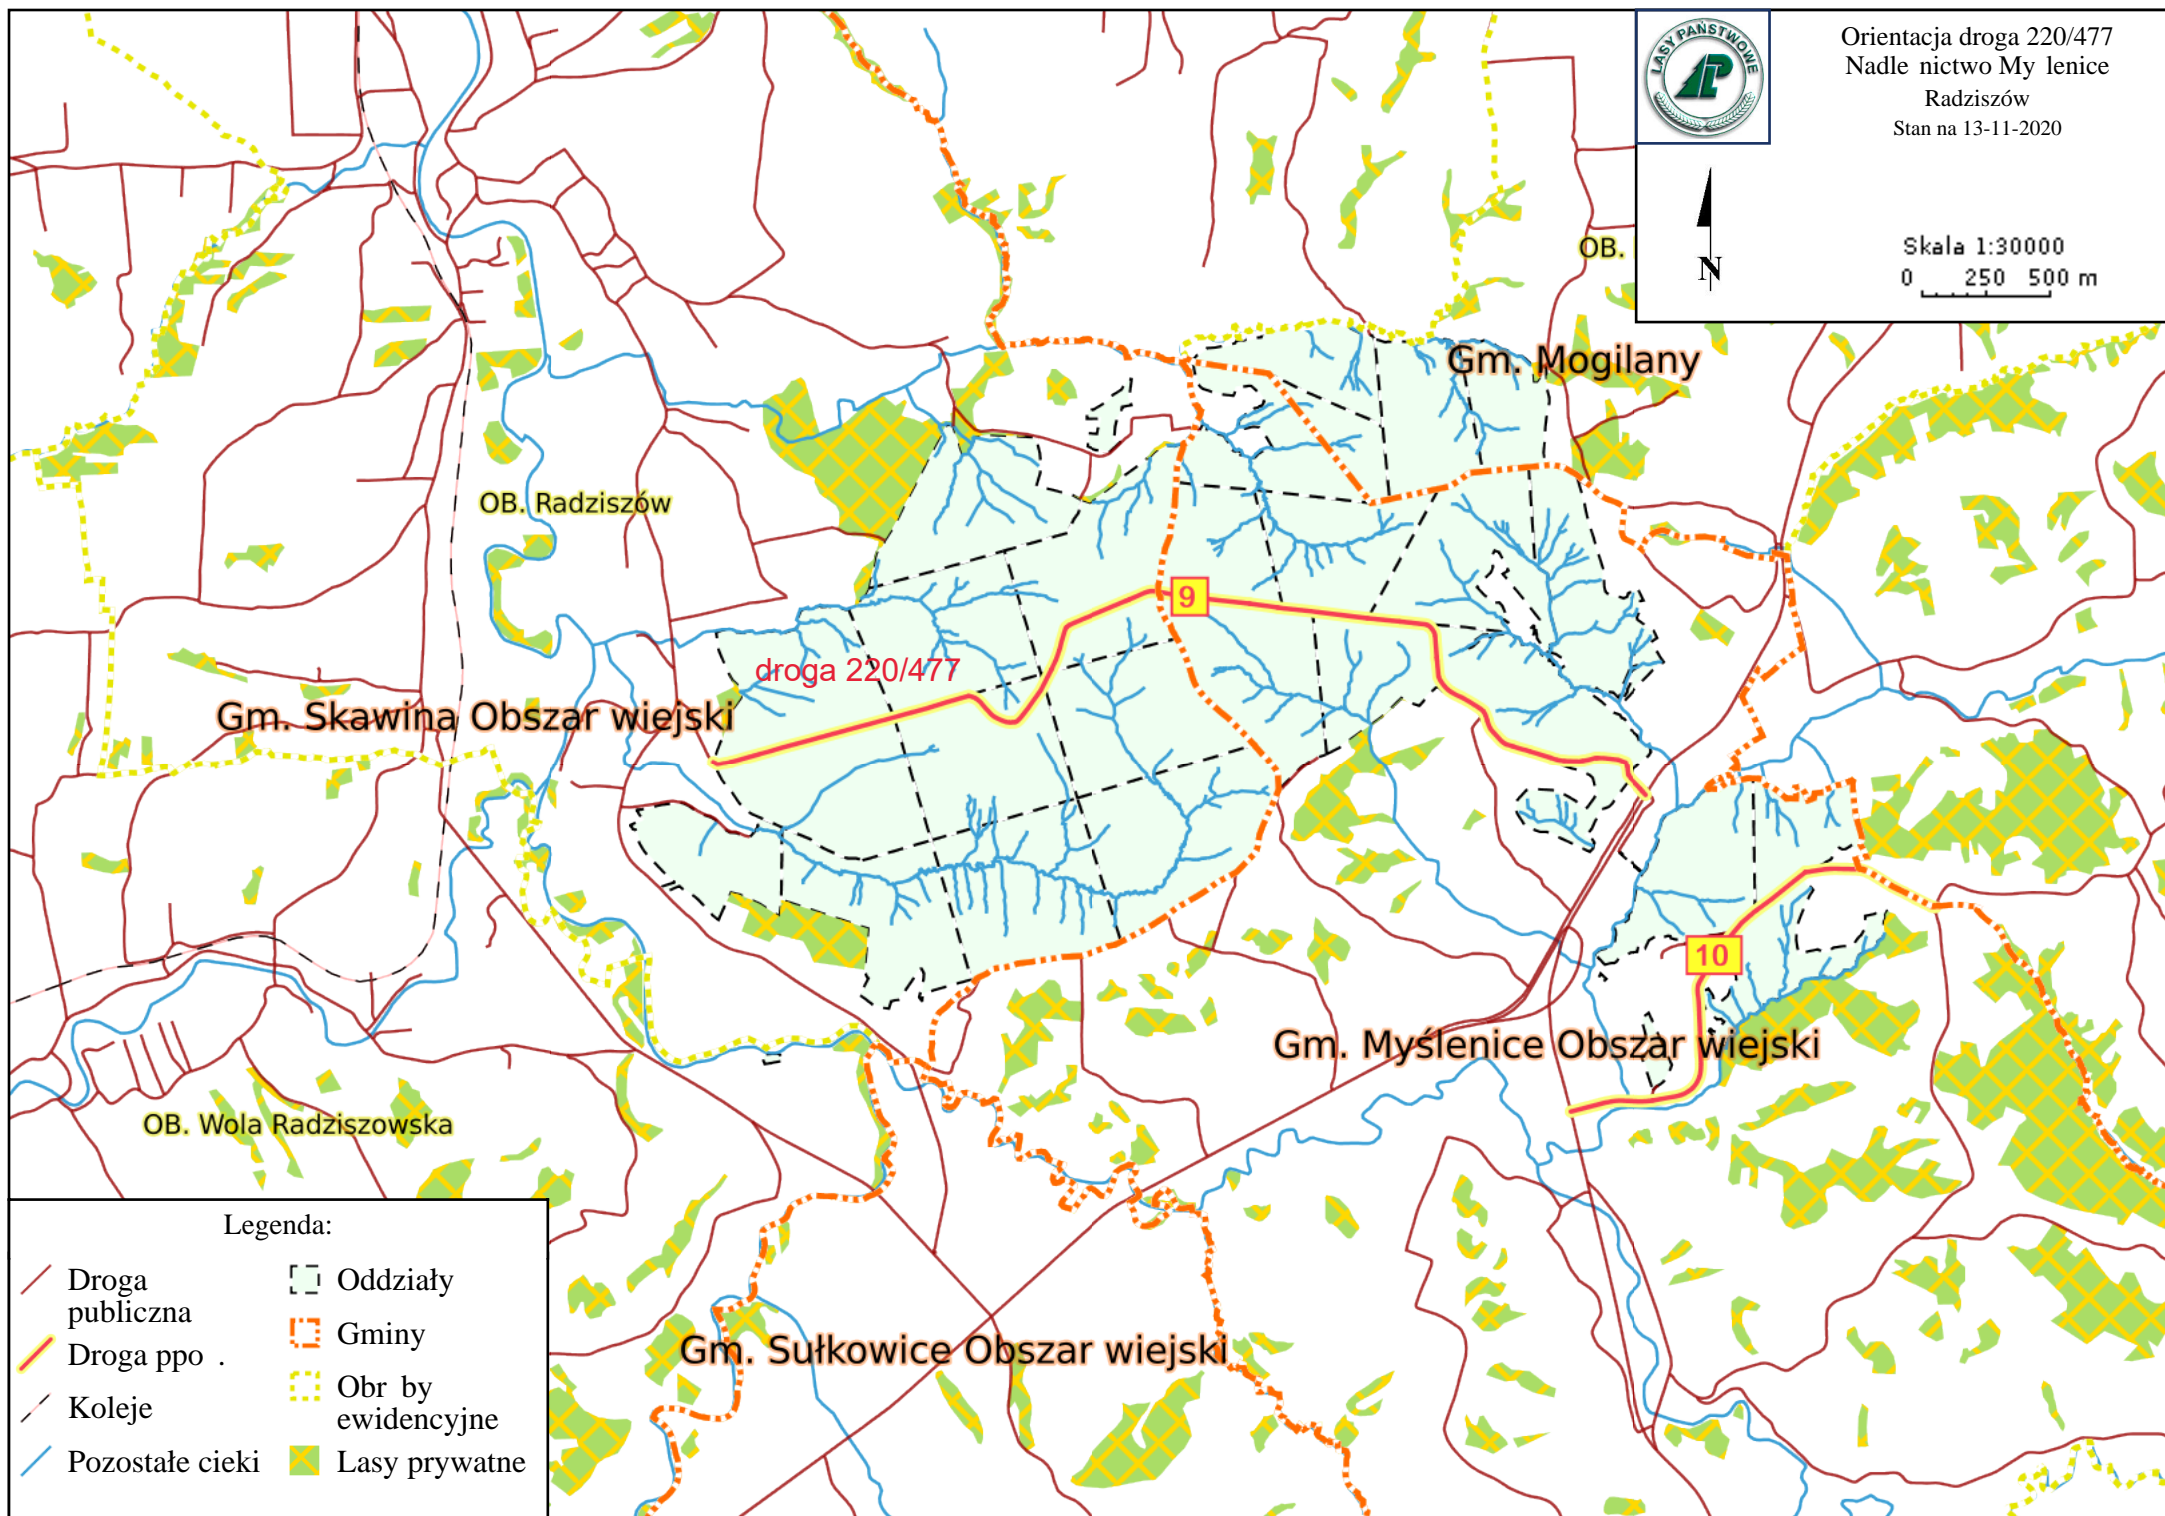 LASY PAŃSTWOWE
LP
Orientacja droga 220/477
Nadle nictwo My lenice
Radziszów
Stan na 13-11-2020
N
Skala 1:30000
0 250 500 m
OB.
Gm. Mogilany
OB. Radziszów
9
droga 220/477
Gm. Skawina Obszar wiejski
10
Gm. Myślenice Obszar wiejski
OB. Wola Radziszowska
Gm. Sułkowice Obszar wiejski
Legenda:
Droga
publiczna
Droga ppo .
Koleje
Pozostałe cieki
Oddziały
Gminy
Obr by
ewidencyjne
Lasy prywatne